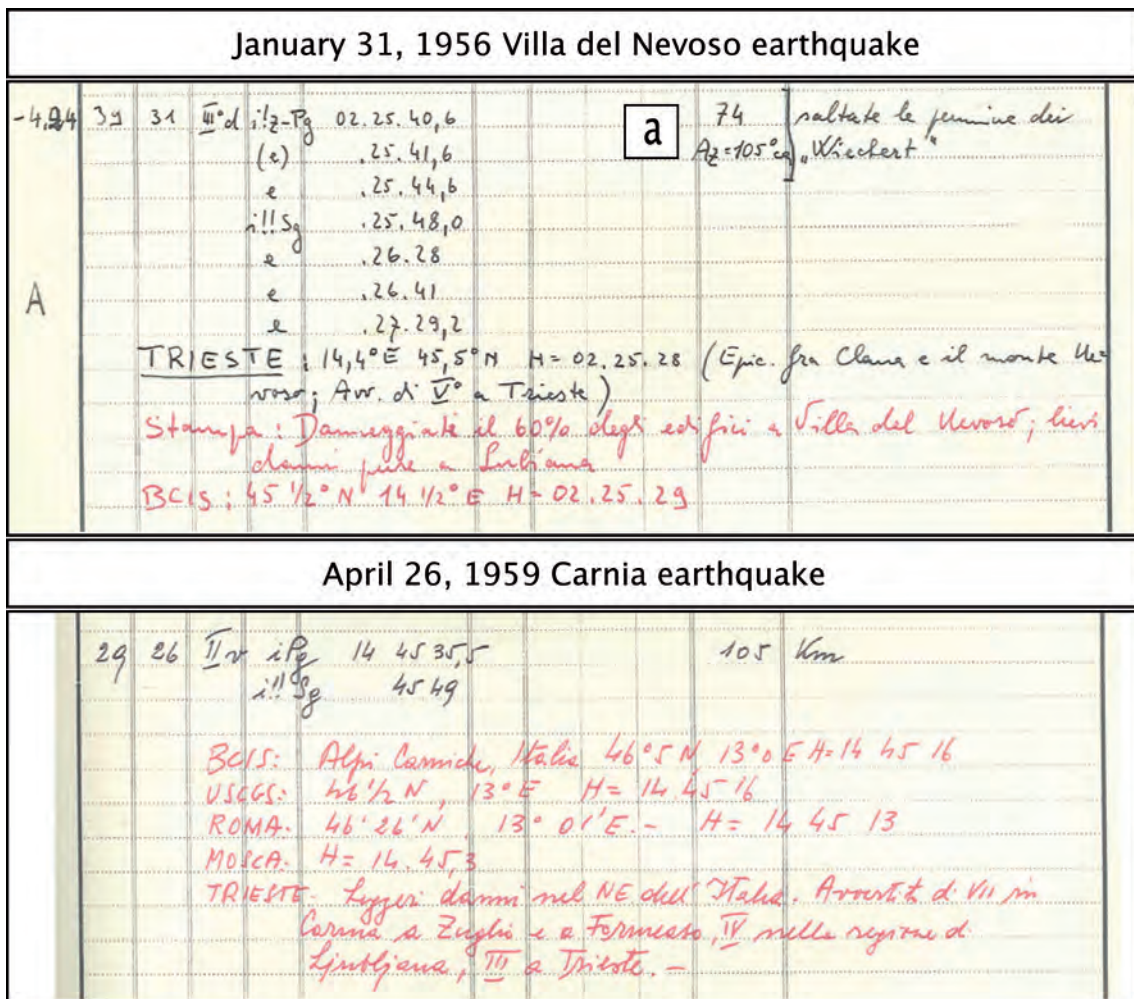 January 31, 1956 Villa del Nevoso earthquake
-4,24 39 31 III°d i!z-Pg 02.25.40,6 a 74 saltate le pennine dei
(e) .25.41,6 Az=105°ca „Wiechert"
e .25.44,6
i!!Sg .25.48,0
e .26.28
A e .26.41
e .27.29,2
TRIESTE: 14,4°E 45,5°N H=02.25.28 (Epic. fra Clana e il monte Ne=
voso; Avv. di V° a Trieste)
Stampa: Danneggiate il 60% degli edifici a Villa del Nevoso; lievi
danni pure a Lubiana
BCIS: 45 1/2°N 14 1/2°E H=02.25.29
April 26, 1959 Carnia earthquake
29 26 II v iPg 14 45 35,5 105 Km
i!!Sg 45 49
BCIS: Alpi Carniche, Italia 46°5 N, 13°0 E H=14 45 16
USCGS: 46 1/2 N, 13°E H=14.45 16
ROMA- 46°26'N, 13° 01'E.- H=14 45 13
MOSCA- H=14.45,3
TRIESTE- Leggeri danni nel NE dell'Italia. Avvertita d. VII in
Carnia a Zuglio e a Formeaso, IV nella regione d.
Ljubljana, III a Trieste.-